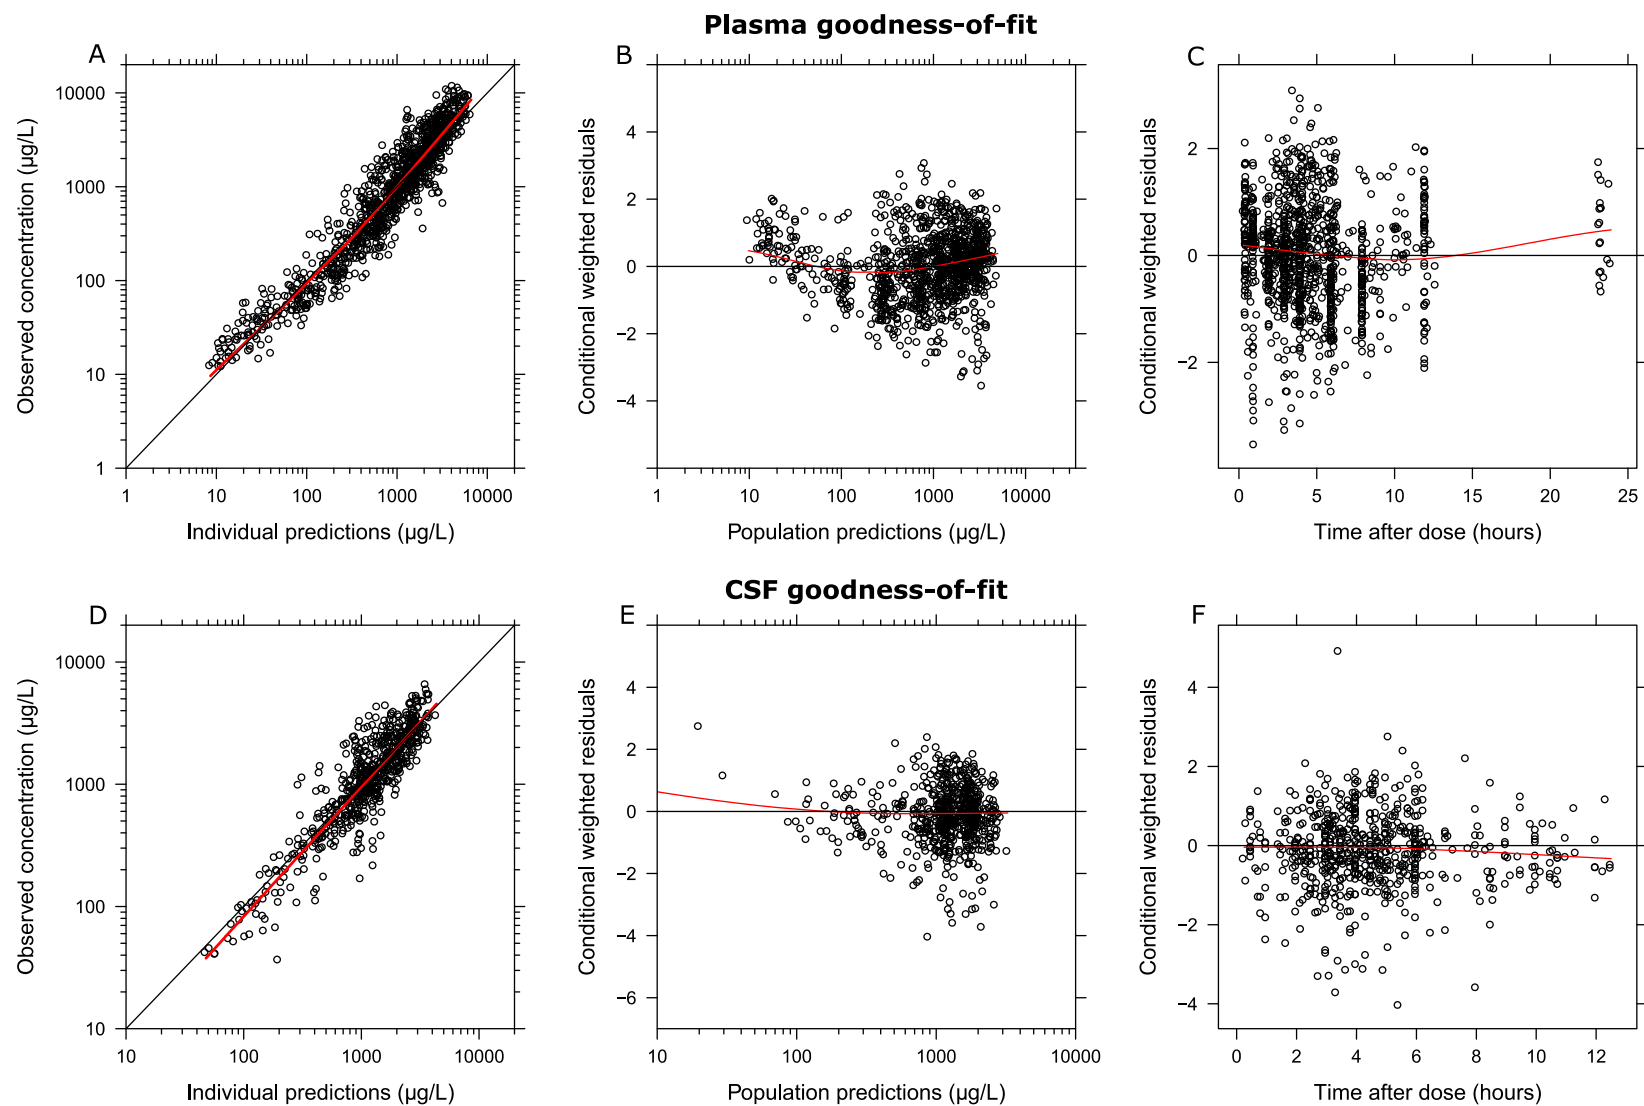 Plasma goodness-of-fit
A
Observed concentration (µg/L)
10000
1000
100
10
1
1 10 100 1000 10000
Individual predictions (µg/L)
B
Conditional weighted residuals
6
4
2
0
−2
−4
1 10 100 1000 10000
Population predictions (µg/L)
C
Conditional weighted residuals
2
0
−2
0 5 10 15 20 25
Time after dose (hours)
CSF goodness-of-fit
D
Observed concentration (µg/L)
10000
1000
100
10
10 100 1000 10000
Individual predictions (µg/L)
E
Conditional weighted residuals
4
2
0
−2
−4
−6
10 100 1000 10000
Population predictions (µg/L)
F
Conditional weighted residuals
4
2
0
−2
−4
0 2 4 6 8 10 12
Time after dose (hours)